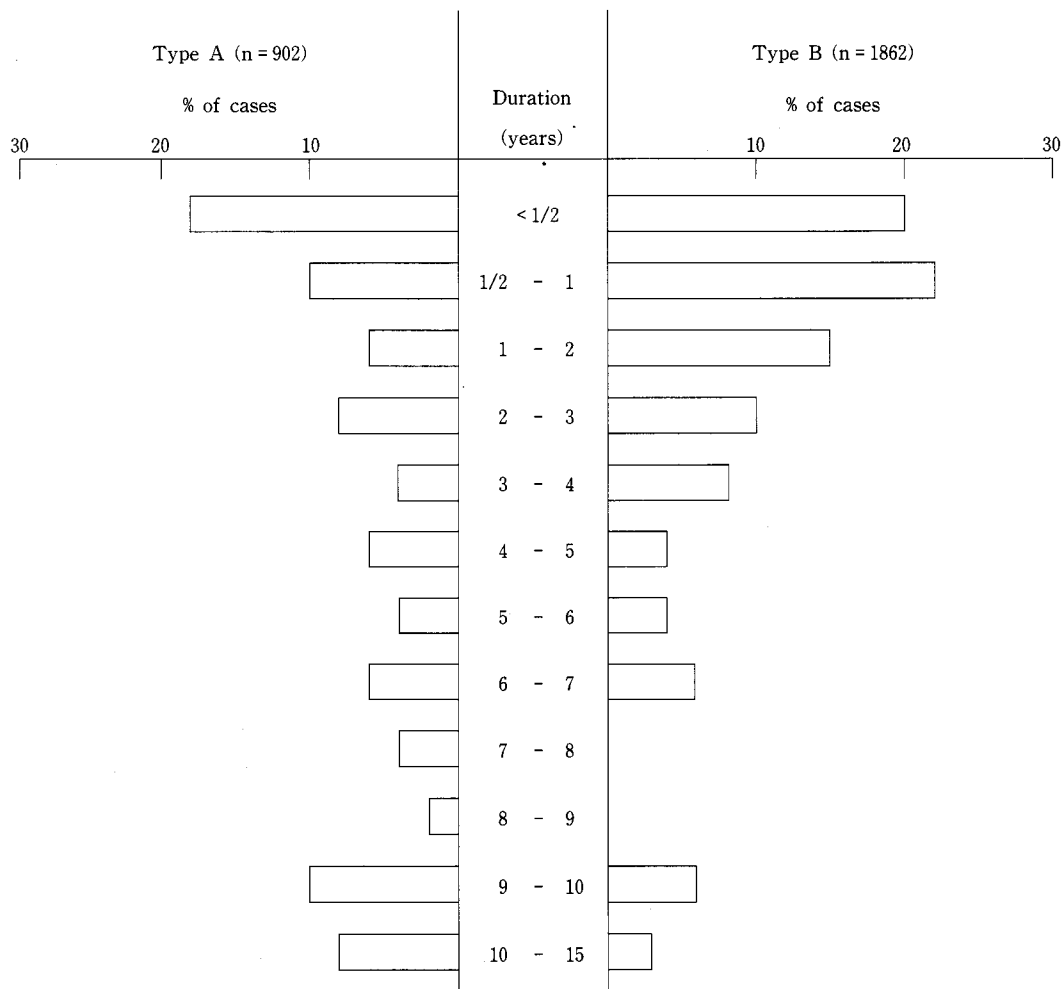 Type A (n = 902)
Type B (n = 1862)
% of cases
Duration
(years)
% of cases
30 20 10
10 20 30
< 1/2
1/2 - 1
1 - 2
2 - 3
3 - 4
4 - 5
5 - 6
6 - 7
7 - 8
8 - 9
9 - 10
10 - 15